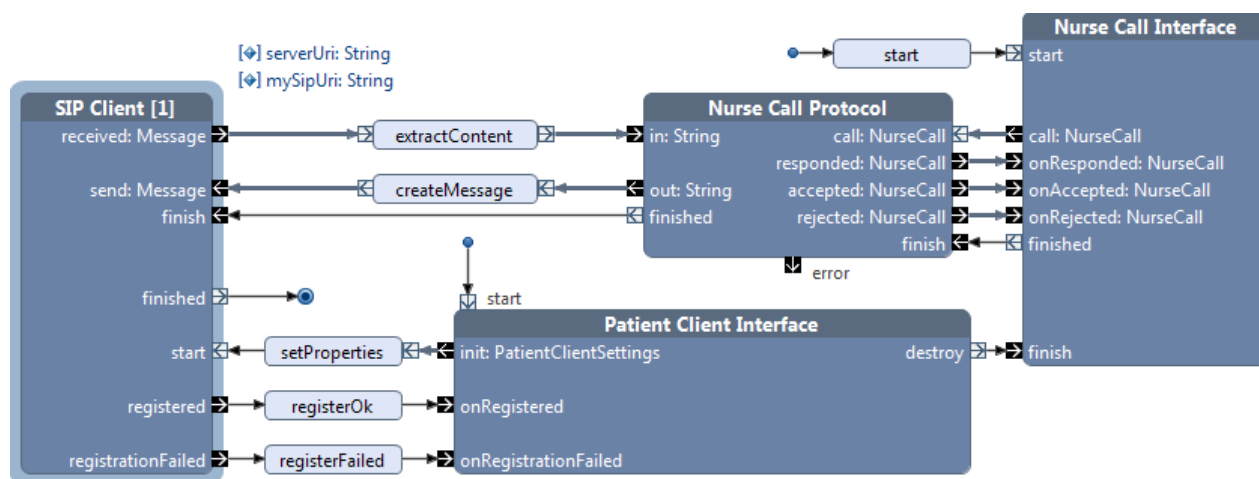 Nurse Call Interface
serverUri: String
start
start
mySipUri: String
SIP Client [1]
Nurse Call Protocol
received: Message
extractContent
in: String
call: NurseCall
call: NurseCall
responded: NurseCall
onResponded: NurseCall
send: Message
createMessage
out: String
accepted: NurseCall
onAccepted: NurseCall
finish
finished
rejected: NurseCall
onRejected: NurseCall
finish
finished
error
finished
start
Patient Client Interface
start
setProperties
init: PatientClientSettings
destroy
finish
registered
registerOk
onRegistered
registrationFailed
registerFailed
onRegistrationFailed